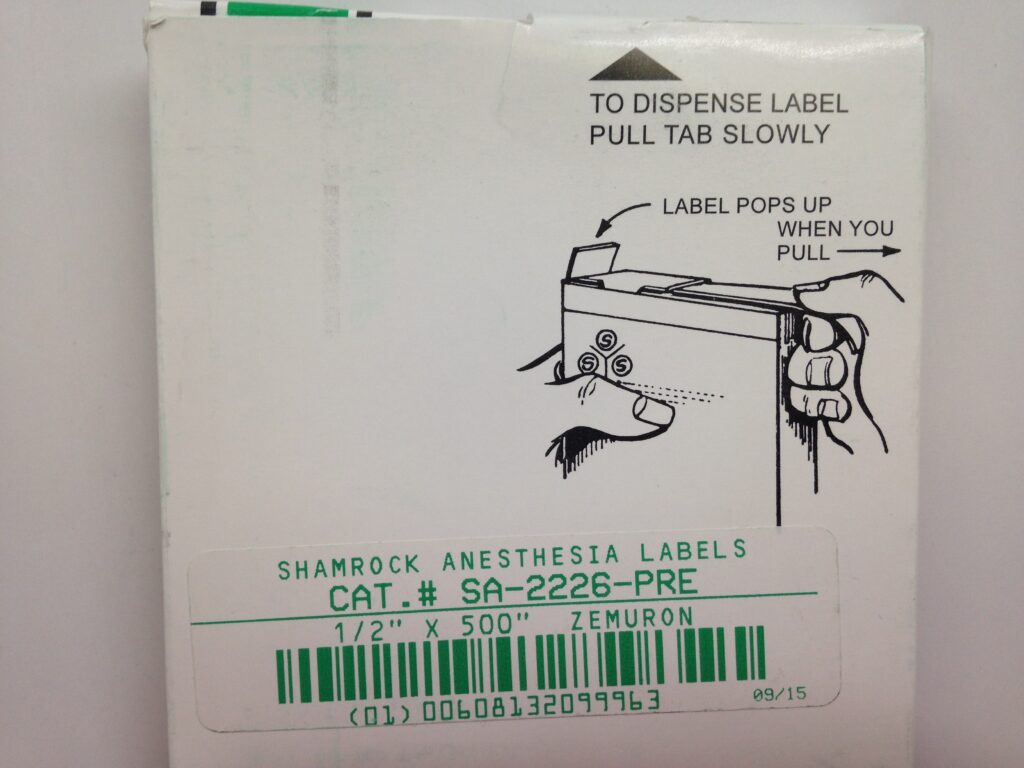 TO DISPENSE LABEL
PULL TAB SLOWLY
LABEL POPS UP
WHEN YOU
PULL
S
S S
SHAMROCK ANESTHESIA LABELS
CAT.# SA-2226-PRE
1/2" X 500" ZEMURON
(01) 00608132099963
09/15